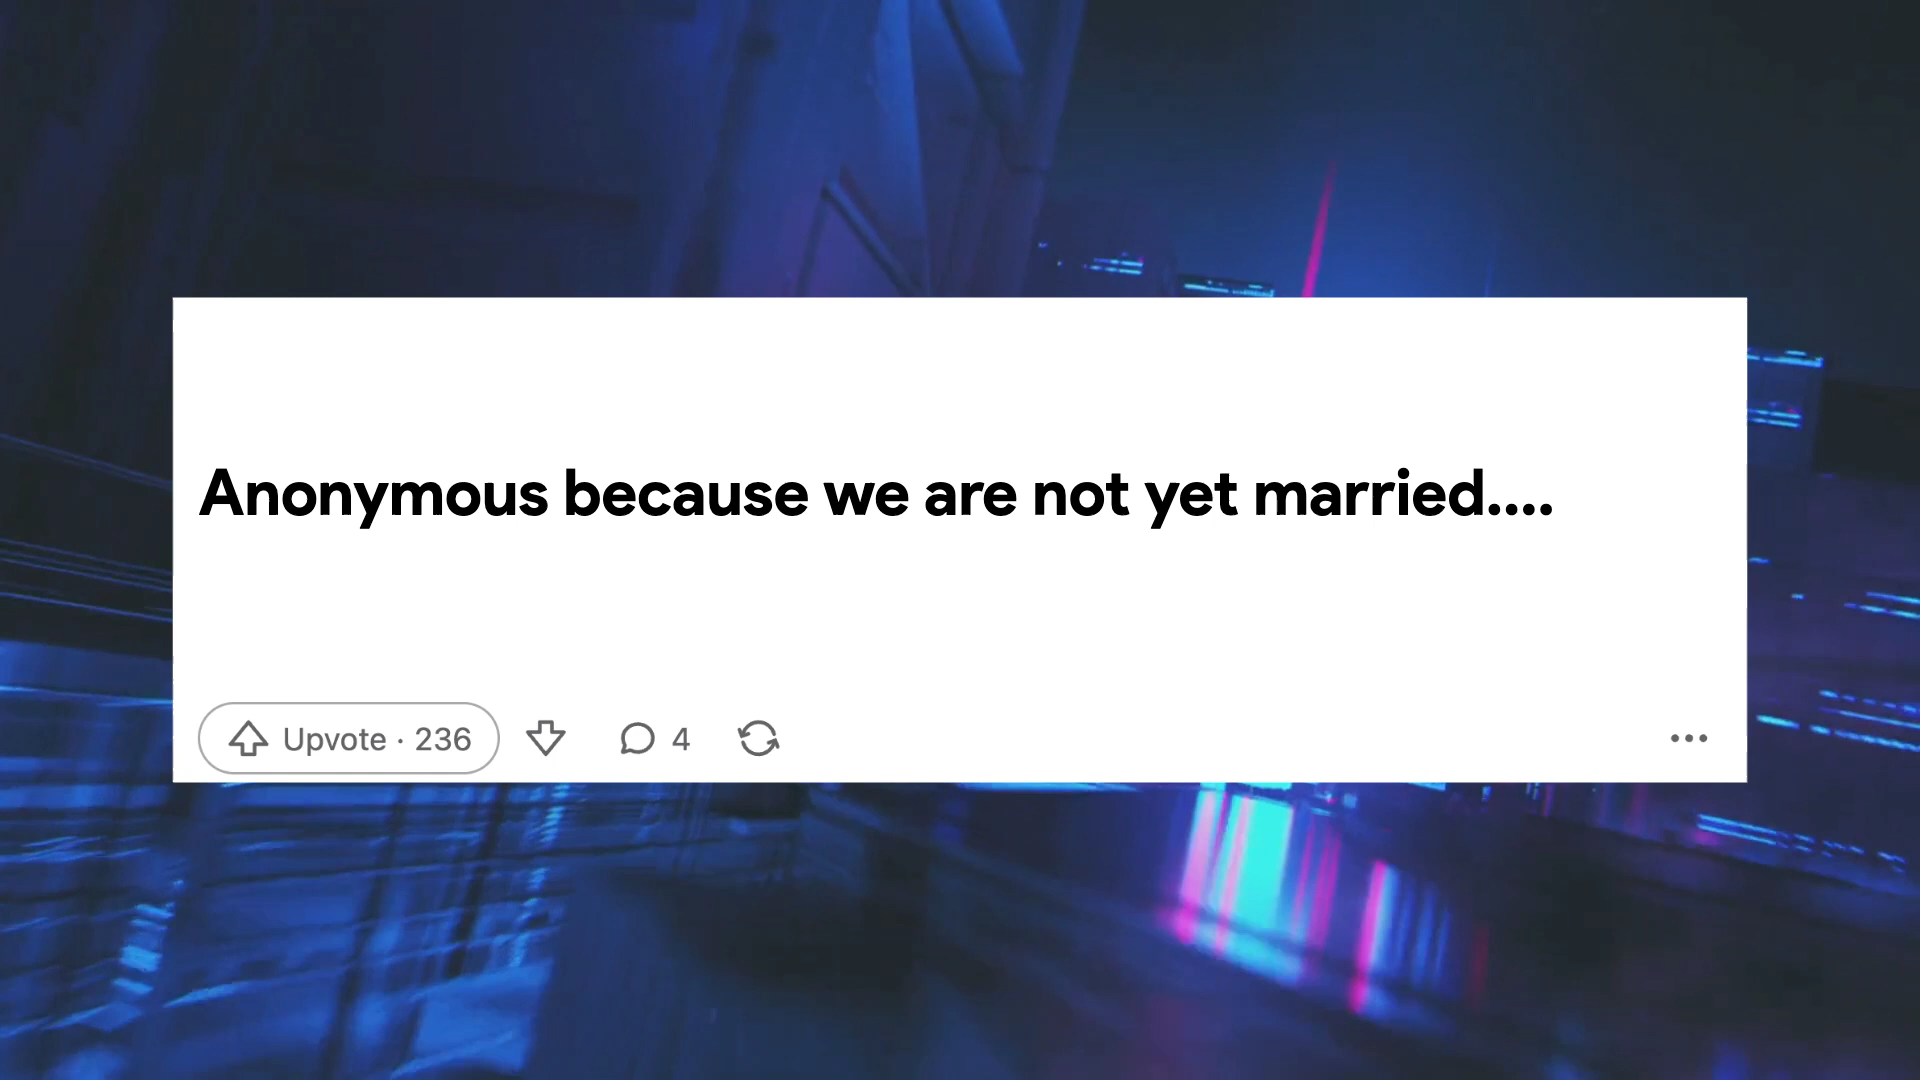 Anonymous because we are not yet married....
Upvote · 236 4